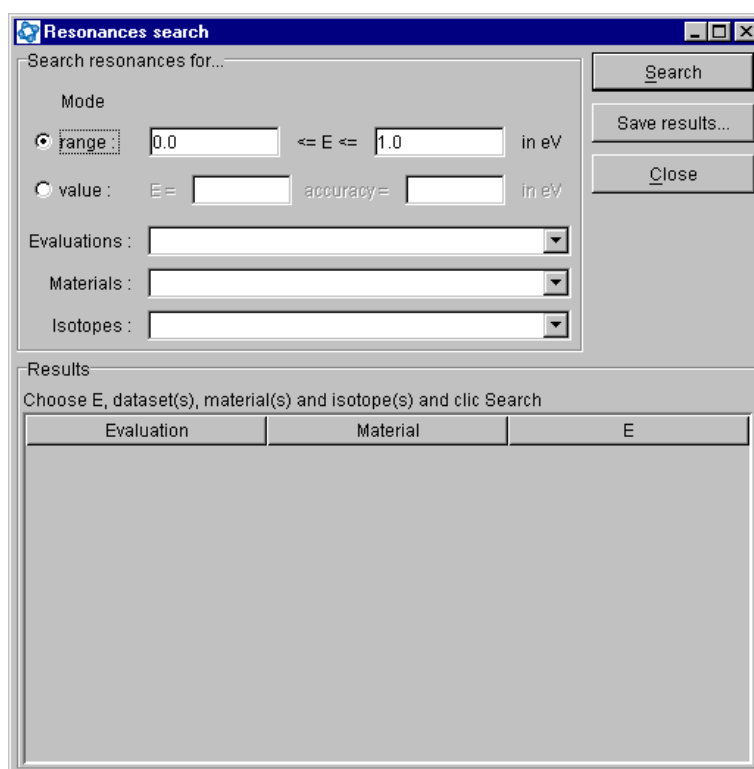 Resonances search
Search resonances for...
Search
Mode
Save results...
range : 0.0 <= E <= 1.0 in eV
Close
value : E = accuracy = in eV
Evaluations :
Materials :
Isotopes :
Results
Choose E, dataset(s), material(s) and isotope(s) and clic Search
Evaluation Material E